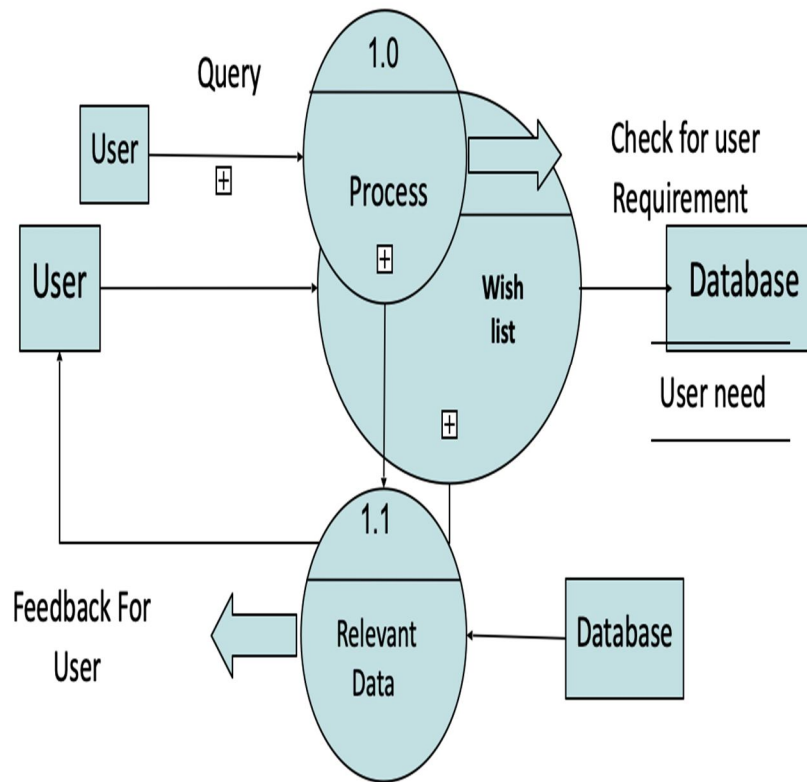 1.0
Query
User
Process
Check for user
Requirement
User
Wish
list
Database
User need
1.1
Relevant
Data
Feedback For
User
Database